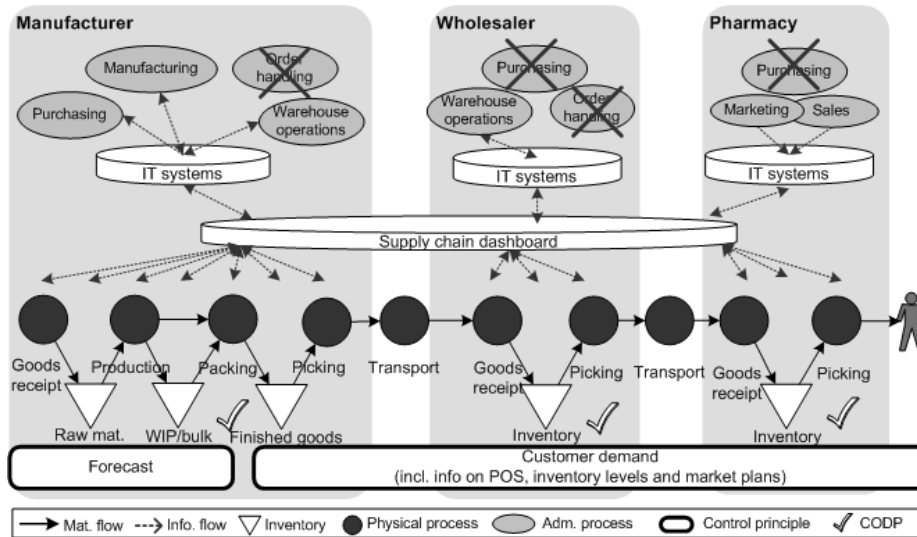 Manufacturer
Wholesaler
Pharmacy
Manufacturing
Order
handling
Purchasing
Warehouse
operations
IT systems
Purchasing
Warehouse
operations
Order
handling
IT systems
Purchasing
Marketing
Sales
IT systems
Supply chain dashboard
Goods
receipt
Production
Packing
Picking
Transport
Goods
receipt
Picking
Transport
Goods
receipt
Picking
Raw mat.
WIP/bulk
Finished goods
Inventory
Inventory
Forecast
Customer demand
(incl. info on POS, inventory levels and market plans)
Mat. flow
Info. flow
Inventory
Physical process
Adm. process
Control principle
CODP